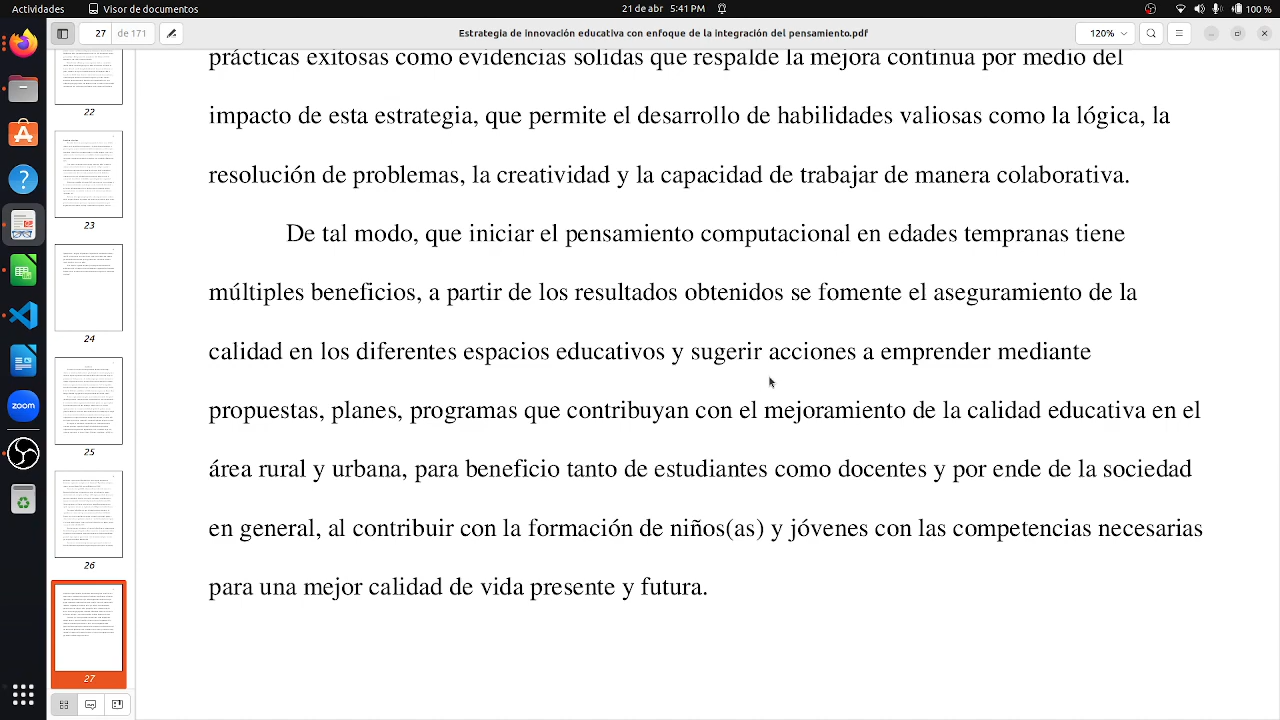 Actividades
Visor de documentos
21 de abr 5:41 PM
100 %
27 de 171
Estrategia de innovación educativa con enfoque de la integración del pensamiento.pdf
120%
prácticas exitosas como evidencias solidas que respalde la mejora continua por medio del
impacto de esta estrategia, que permite el desarrollo de habilidades valiosas como la lógica, la
resolución de problemas, la creatividad y la capacidad de trabajar de manera colaborativa.
De tal modo, que iniciar el pensamiento computacional en edades tempranas tiene
múltiples beneficios, a partir de los resultados obtenidos se fomente el aseguramiento de la
calidad en los diferentes espacios educativos y sugerir acciones a emprender mediante
propuestas, planes, programas que contribuyan con el mejoramiento de la calidad educativa en el
área rural y urbana, para beneficio tanto de estudiantes como docentes y por ende de la sociedad
en general, al contribuir con la formación de niños(as) y jóvenes con las competencias necesarias
para una mejor calidad de vida presente y futura.
22
23
24
25
26
27
zoom